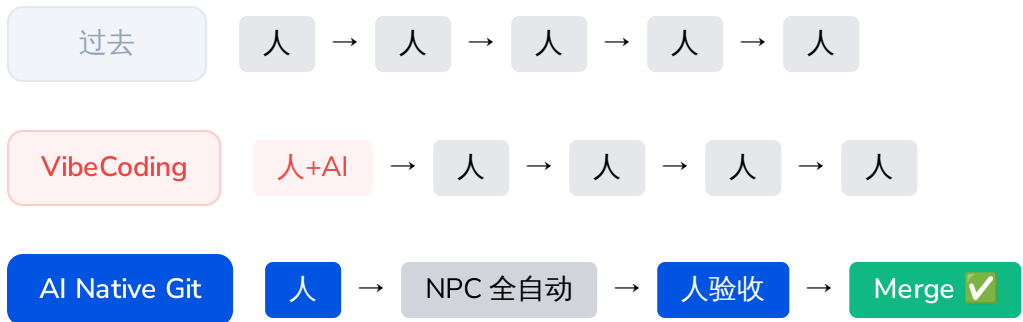 过去 人 → 人 → 人 → 人 → 人
VibeCoding 人+AI → 人 → 人 → 人 → 人
AI Native Git 人 → NPC 全自动 → 人验收 → Merge ✅